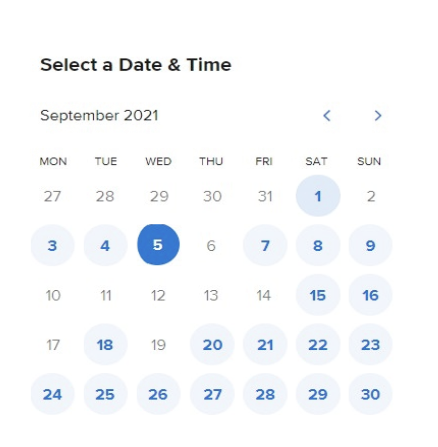 Select a Date & Time
September 2021
MON TUE WED THU FRI SAT SUN
27 28 29 30 31 1 2
3 4 5 6 7 8 9
10 11 12 13 14 15 16
17 18 19 20 21 22 23
24 25 26 27 28 29 30